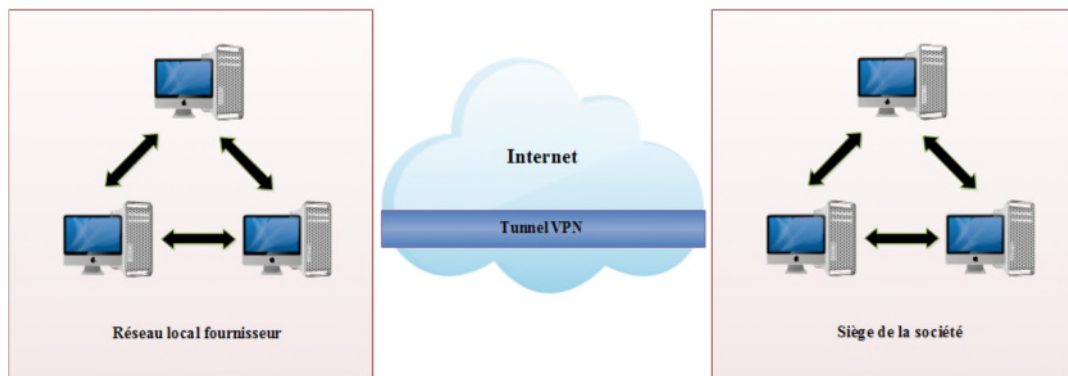 Internet
Tunnel VPN
Réseau local fournisseur
Siège de la société